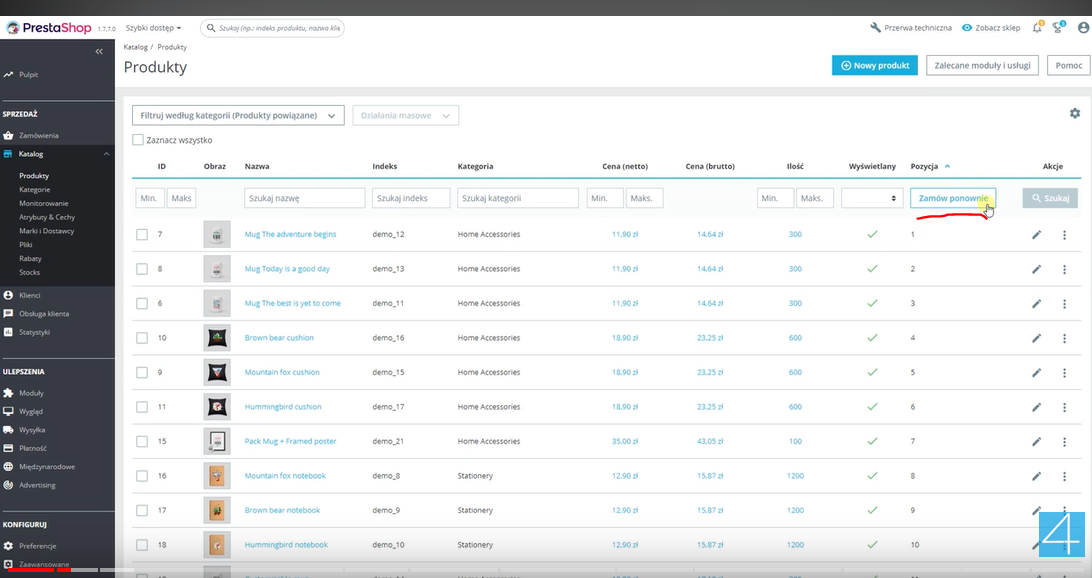 PrestaShop 1.7.7.0 Szybki dostęp Szukaj (np.: indeks produktu, nazwa klie Przerwa techniczna Zobacz sklep
Katalog / Produkty
Produkty
Nowy produkt Zalecane moduły i usługi Pomoc
Pulpit
SPRZEDAŻ
Zamówienia
Katalog
Produkty
Kategorie
Monitorowanie
Atrybuty & Cechy
Marki i Dostawcy
Pliki
Rabaty
Stocks
Klienci
Obsługa klienta
Statystyki
ULEPSZENIA
Moduły
Wygląd
Wysyłka
Płatność
Międzynarodowe
Advertising
KONFIGURUJ
Preferencje
Zaawansowane
Filtruj według kategorii (Produkty powiązane) Działania masowe
Zaznacz wszystko
ID Obraz Nazwa Indeks Kategoria Cena (netto) Cena (brutto) Ilość Wyświetlany Pozycja Akcje
Min. Maks Szukaj nazwę Szukaj indeks Szukaj kategorii Min. Maks. Min. Maks. Zamów ponownie Szukaj
7 Mug The adventure begins demo_12 Home Accessories 11,90 zł 14,64 zł 300 1
8 Mug Today is a good day demo_13 Home Accessories 11,90 zł 14,64 zł 300 2
6 Mug The best is yet to come demo_11 Home Accessories 11,90 zł 14,64 zł 300 3
10 Brown bear cushion demo_16 Home Accessories 18,90 zł 23,25 zł 600 4
9 Mountain fox cushion demo_15 Home Accessories 18,90 zł 23,25 zł 600 5
11 Hummingbird cushion demo_17 Home Accessories 18,90 zł 23,25 zł 600 6
15 Pack Mug + Framed poster demo_21 Home Accessories 35,00 zł 43,05 zł 100 7
16 Mountain fox notebook demo_8 Stationery 12,90 zł 15,87 zł 1200 8
17 Brown bear notebook demo_9 Stationery 12,90 zł 15,87 zł 1200 9
18 Hummingbird notebook demo_10 Stationery 12,90 zł 15,87 zł 1200 10
4